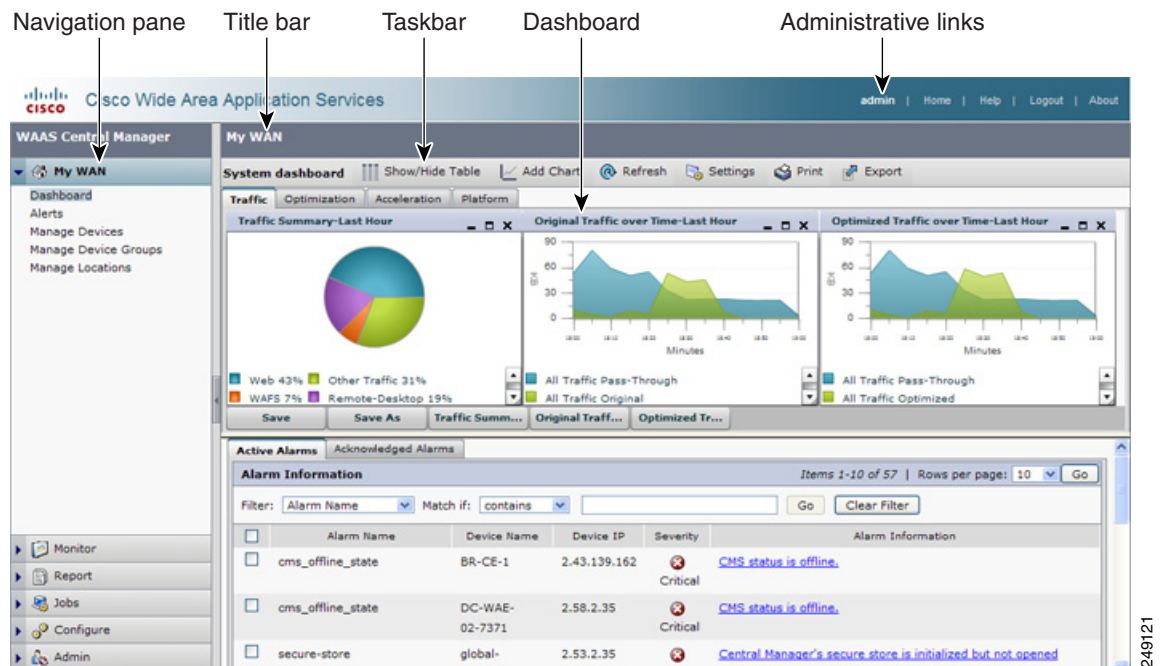 Navigation pane Title bar Taskbar Dashboard Administrative links
CISCO Cisco Wide Area Application Services admin | Home | Help | Logout | About
WAAS Central Manager My WAN
My WAN
Dashboard
Alerts
Manage Devices
Manage Device Groups
Manage Locations
Monitor
Report
Jobs
Configure
Admin
System dashboard Show/Hide Table Add Chart Refresh Settings Print Export
Traffic Optimization Acceleration Platform
Traffic Summary-Last Hour
Web 43% Other Traffic 31%
WAFS 7% Remote-Desktop 19%
Original Traffic over Time-Last Hour
90
60
30
0
Minutes
All Traffic Pass-Through
All Traffic Original
Optimized Traffic over Time-Last Hour
90
60
30
0
Minutes
All Traffic Pass-Through
All Traffic Optimized
Save Save As Traffic Summ... Original Traff... Optimized Tr...
Active Alarms Acknowledged Alarms
Alarm Information Items 1-10 of 57 | Rows per page: 10 Go
Filter: Alarm Name Match if: contains Go Clear Filter
Alarm Name Device Name Device IP Severity Alarm Information
cms_offline_state BR-CE-1 2.43.139.162 Critical CMS status is offline.
cms_offline_state DC-WAE-02-7371 2.58.2.35 Critical CMS status is offline.
secure-store global- 2.53.2.35 Central Manager's secure store is initialized but not opened
249121